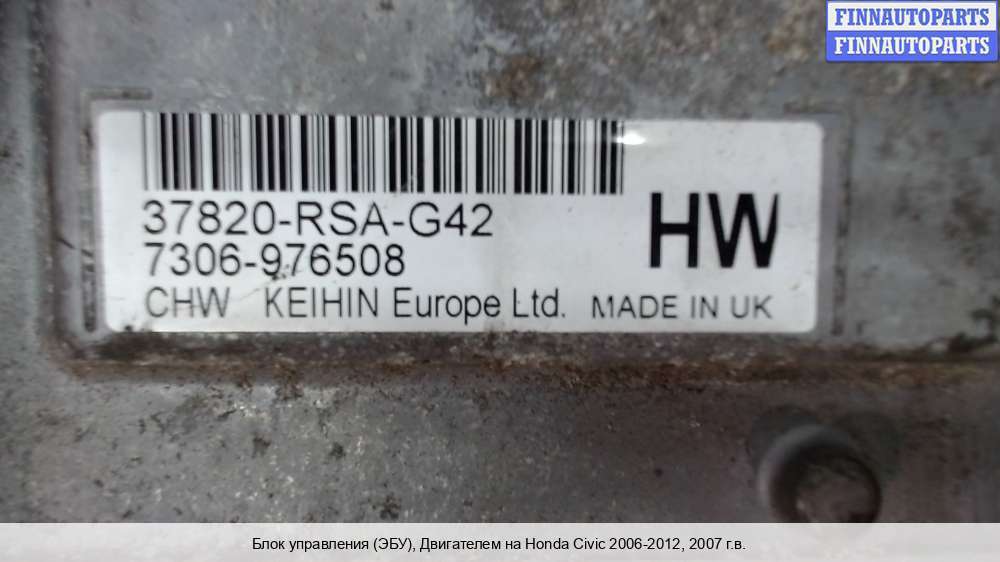 FINNAUTOPARTS
FINNAUTOPARTS
37820-RSA-G42
7306-976508
HW
CHW KEIHIN Europe Ltd. MADE IN UK
Блок управления (ЭБУ), Двигателем на Honda Civic 2006-2012, 2007 г.в.